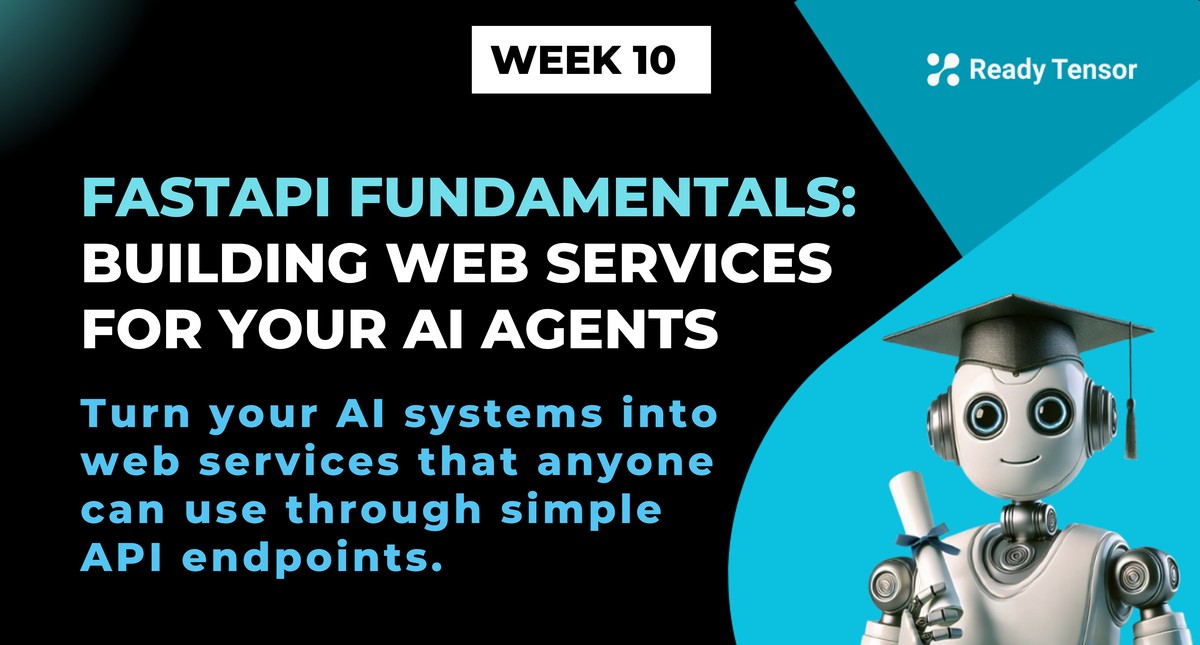 WEEK 10
Ready Tensor
FASTAPI FUNDAMENTALS:
BUILDING WEB SERVICES
FOR YOUR AI AGENTS
Turn your AI systems into
web services that anyone
can use through simple
API endpoints.